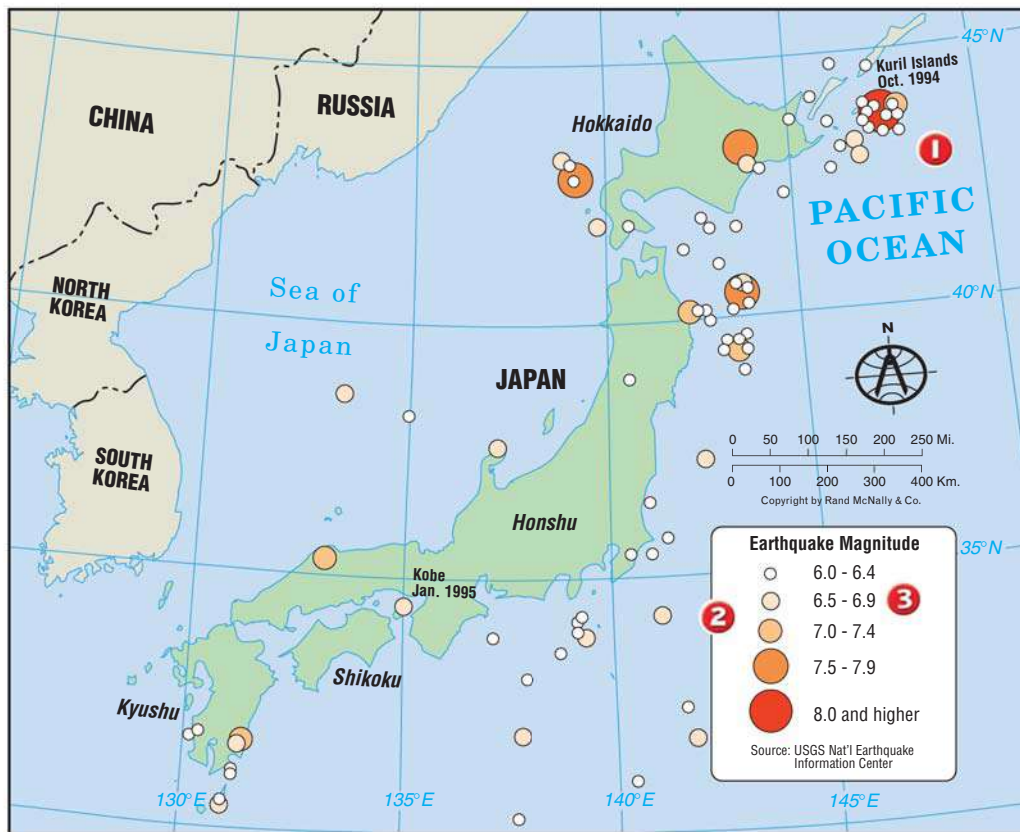 45°N
Kuril Islands
Oct. 1994
RUSSIA
CHINA
Hokkaido
1
PACIFIC
OCEAN
NORTH
KOREA
Sea of
Japan
40°N
N
JAPAN
0 50 100 150 200 250 Mi.
0 100 200 300 400 Km.
Copyright by Rand McNally & Co.
SOUTH
KOREA
Honshu
35°N
Kobe
Jan. 1995
Shikoku
Kyushu
Earthquake Magnitude
6.0 - 6.4
2
6.5 - 6.9
3
7.0 - 7.4
7.5 - 7.9
8.0 and higher
Source: USGS Nat'l Earthquake
Information Center
130°E
135°E
140°E
145°E